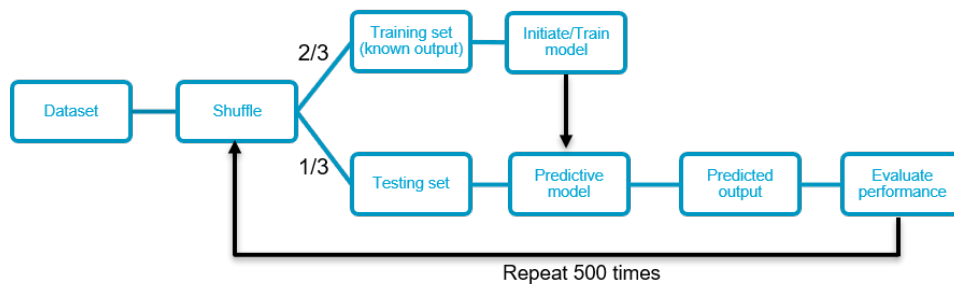 Dataset
Shuffle
2/3
Training set
(known output)
Initiate/Train
model
1/3
Testing set
Predictive
model
Predicted
output
Evaluate
performance
Repeat 500 times